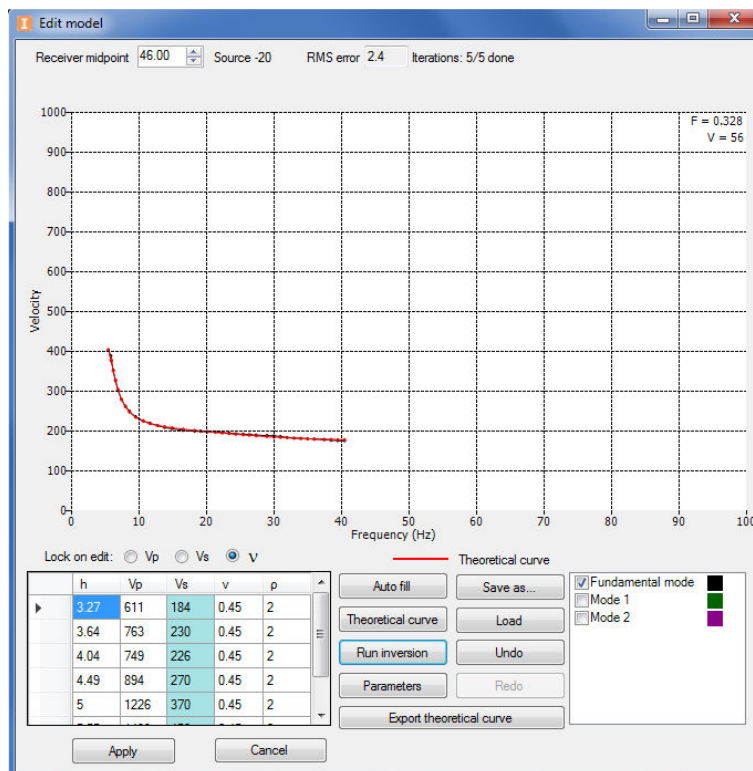 Edit model
Receiver midpoint 46.00 Source -20 RMS error 2.4 Iterations: 5/5 done
F = 0.328
V = 56
1000
900
800
700
600
500
400
300
200
100
0
Velocity
0 10 20 30 40 50 60 70 80 90 100
Frequency (Hz)
Lock on edit: Vp Vs ν
Theoretical curve
h Vp Vs ν ρ
3.27 611 184 0.45 2
3.64 763 230 0.45 2
4.04 749 226 0.45 2
4.49 894 270 0.45 2
5 1226 370 0.45 2
Auto fill
Save as...
Theoretical curve
Load
Run inversion
Undo
Parameters
Redo
Export theoretical curve
Fundamental mode
Mode 1
Mode 2
Apply
Cancel